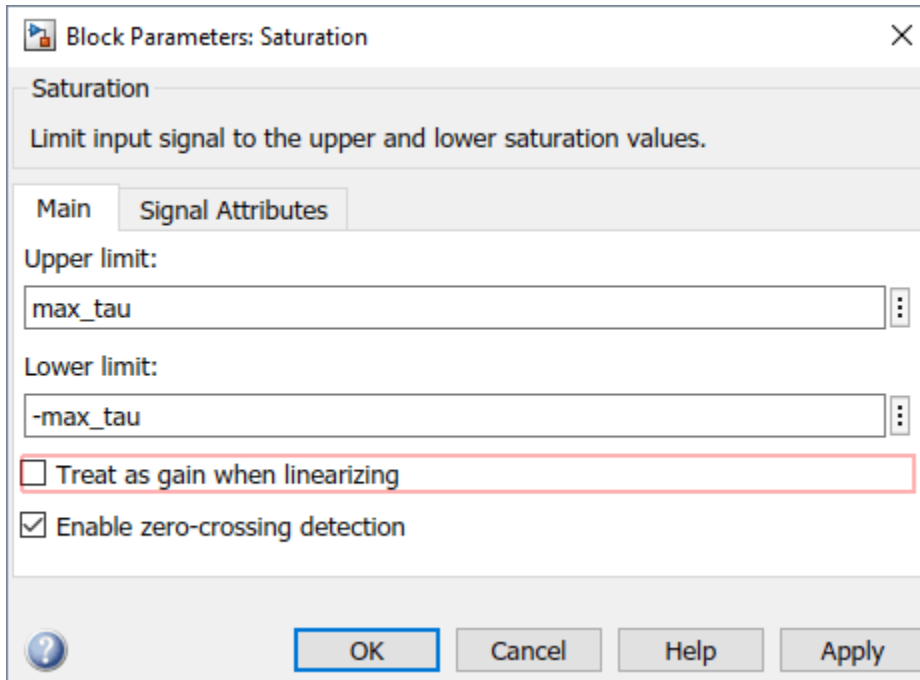 Block Parameters: Saturation
Saturation
Limit input signal to the upper and lower saturation values.
Main Signal Attributes
Upper limit:
max_tau
Lower limit:
-max_tau
Treat as gain when linearizing
Enable zero-crossing detection
OK Cancel Help Apply